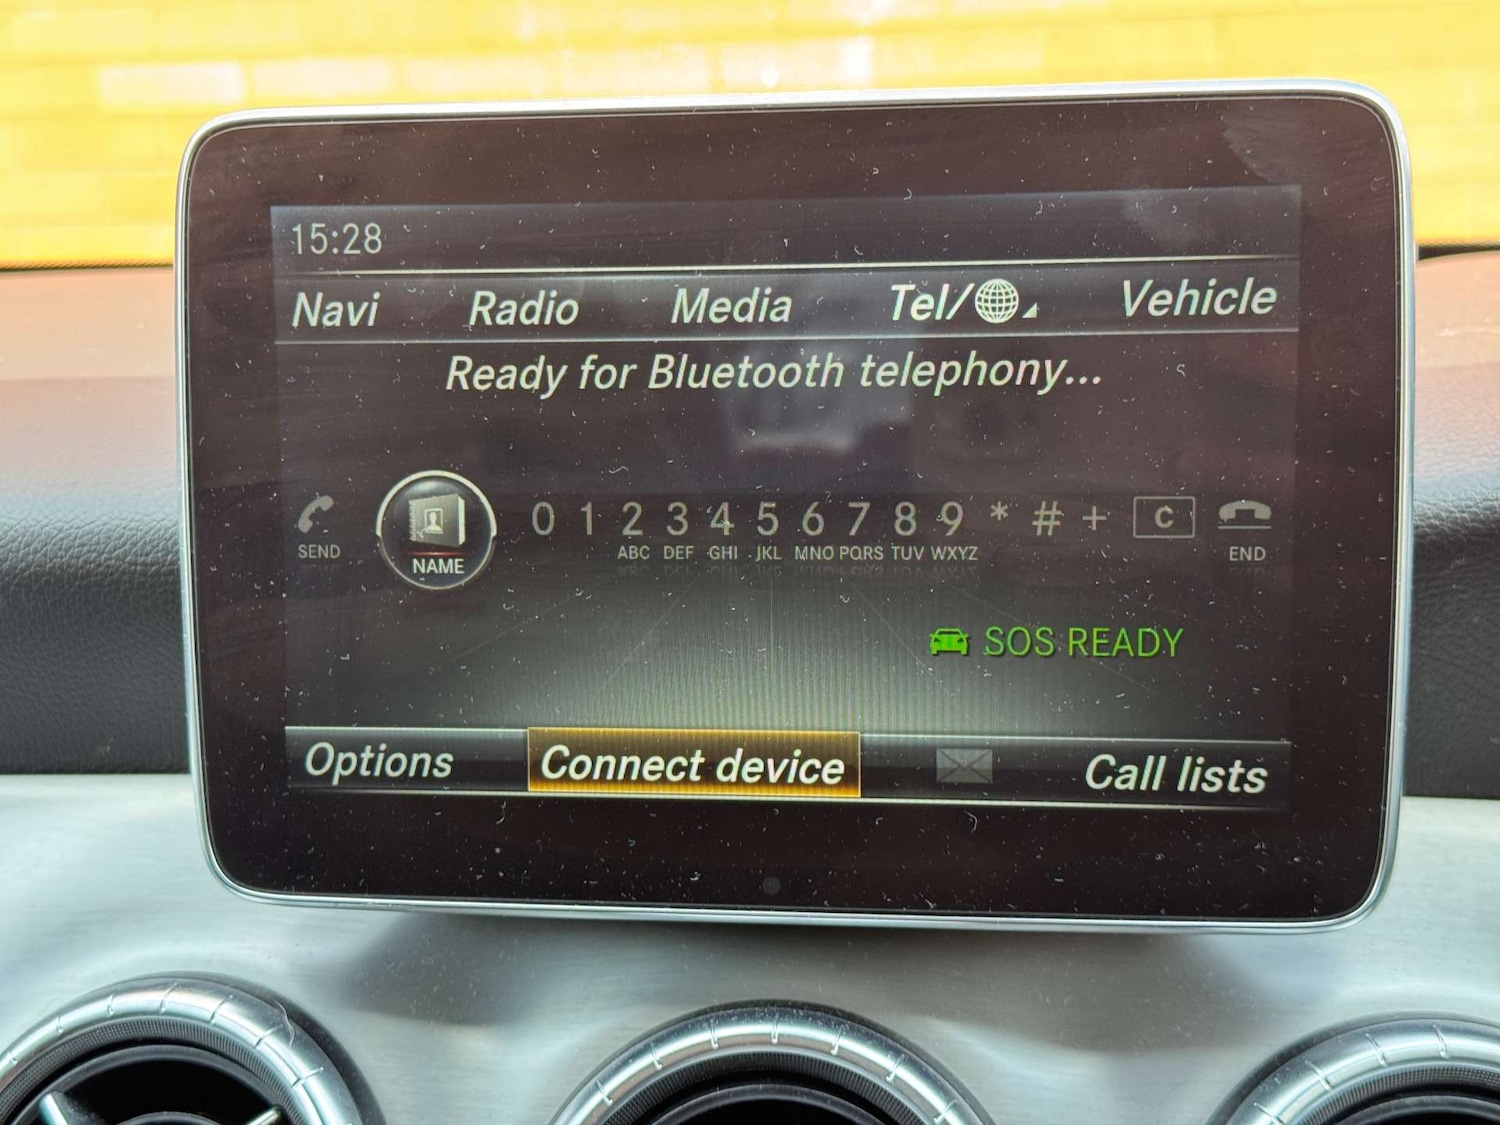 15:28
Navi Radio Media Tel/ Vehicle
Ready for Bluetooth telephony...
0 1 2 3 4 5 6 7 8 9 * # + C
SEND NAME ABC DEF GHI JKL MNO PQRS TUV WXYZ END
SOS READY
Options Connect device Call lists